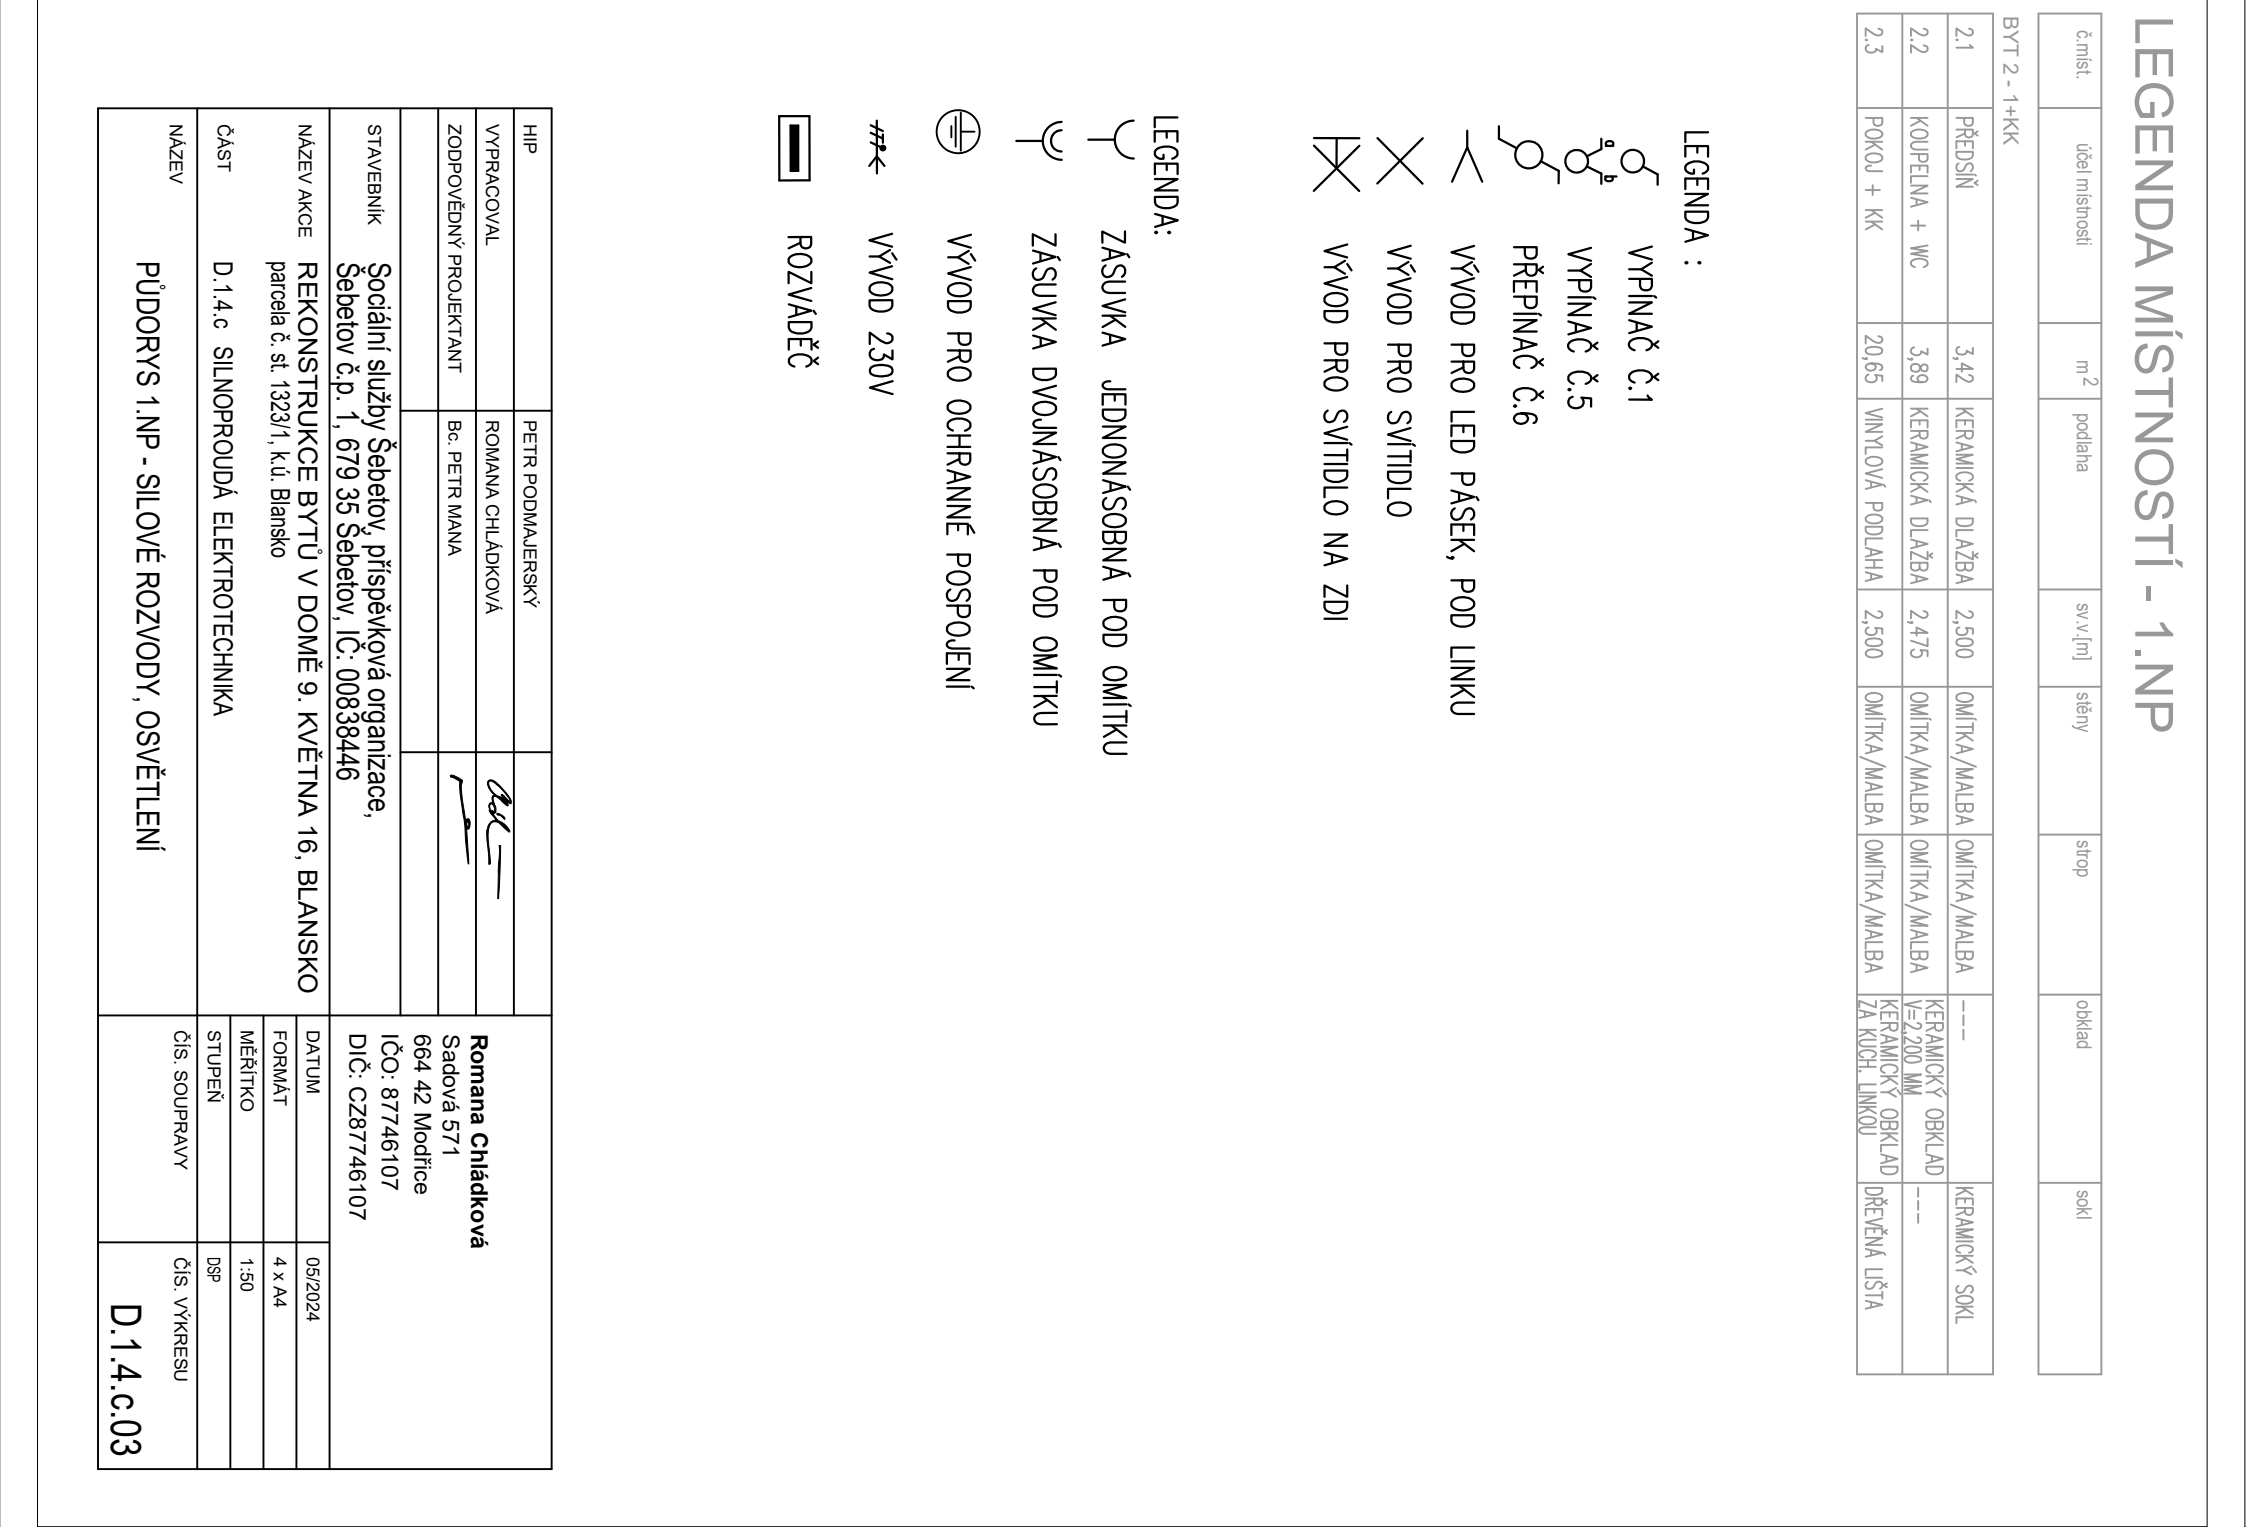 LEGENDA MÍSTNOSTÍ - 1.NP
č.míst. účel místnosti m2 podlaha sv.v.[m] stěny strop obklad sokl
BYT 2 - 1+KK
2.1 PŘEDSÍŇ 3,42 KERAMICKÁ DLAŽBA 2,500 OMÍTKA/MALBA OMÍTKA/MALBA --- KERAMICKÝ SOKL
2.2 KOUPELNA + WC 3,89 KERAMICKÁ DLAŽBA 2,475 OMÍTKA/MALBA OMÍTKA/MALBA KERAMICKÝ OBKLAD ---
V=2,200 MM
2.3 POKOJ + KK 20,65 VINYLOVÁ PODLAHA 2,500 OMÍTKA/MALBA OMÍTKA/MALBA KERAMICKÝ OBKLAD DŘEVĚNÁ LIŠTA
ZA KUCH. LINKOU
LEGENDA :
VYPÍNAČ Č.1
a b VYPÍNAČ Č.5
PŘEPÍNAČ Č.6
VÝVOD PRO LED PÁSEK, POD LINKU
VÝVOD PRO SVÍTIDLO
VÝVOD PRO SVÍTIDLO NA ZDI
LEGENDA:
ZÁSUVKA JEDNONÁSOBNÁ POD OMÍTKU
ZÁSUVKA DVOJNÁSOBNÁ POD OMÍTKU
VÝVOD PRO OCHRANNÉ POSPOJENÍ
VÝVOD 230V
ROZVÁDĚČ
HIP PETR PODMAJERSKÝ
VYPRACOVAL ROMANA CHLÁDKOVÁ
ZODPOVĚDNÝ PROJEKTANT Bc. PETR MANA
Romana Chládková
Sadová 571
664 42 Modřice
IČO: 87746107
DIČ: CZ87746107
STAVEBNÍK Sociální služby Šebetov, příspěvková organizace,
Šebetov č.p. 1, 679 35 Šebetov, IČ: 00838446
NÁZEV AKCE REKONSTRUKCE BYTŮ V DOMĚ 9. KVĚTNA 16, BLANSKO
parcela č. st. 1323/1, k.ú. Blansko
DATUM 05/2024
FORMÁT 4 x A4
MĚŘÍTKO 1:50
ČÁST D.1.4.c SILNOPROUDÁ ELEKTROTECHNIKA
STUPEŇ DSP
NÁZEV
PŮDORYS 1.NP - SILOVÉ ROZVODY, OSVĚTLENÍ
ČÍS. SOUPRAVY
ČÍS. VÝKRESU
D.1.4.c.03